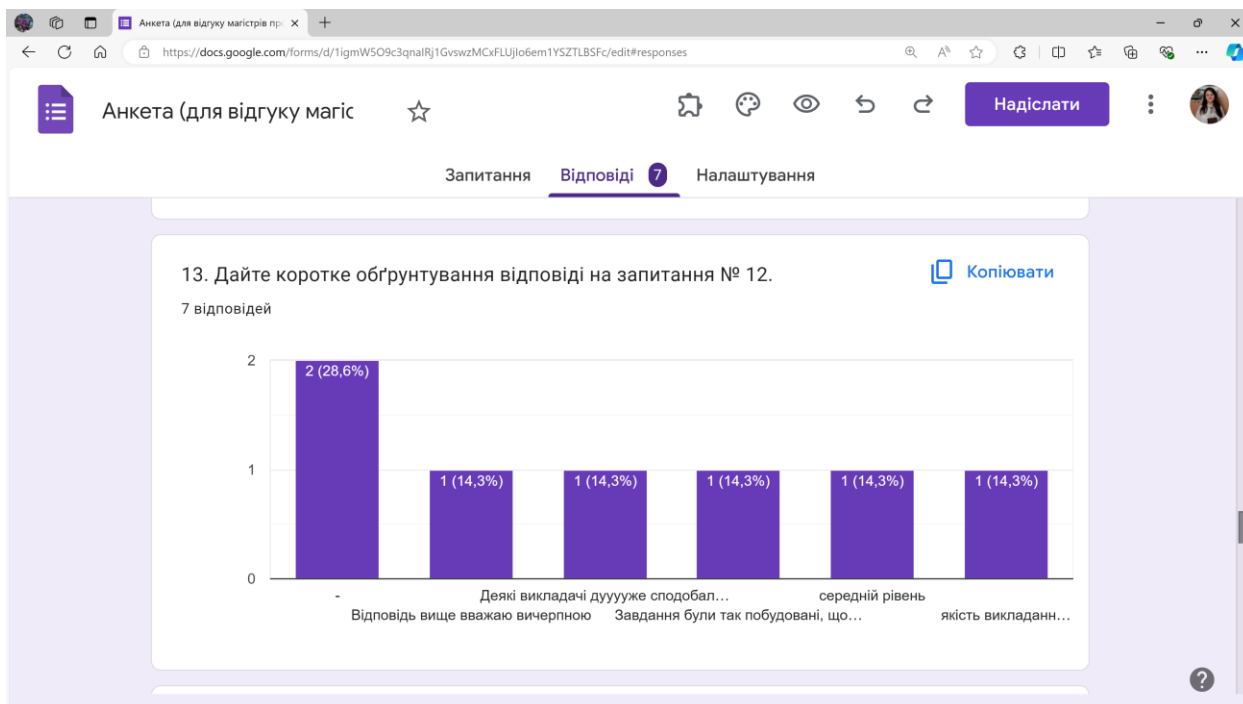 Анкета (для відгуку магістрів пр
https://docs.google.com/forms/d/1igmW5O9c3qnalRj1GvswzMCxFLUjIo6em1YSZTLBSFc/edit#responses
Анкета (для відгуку магіс
Надіслати
Запитання Відповіді 7 Налаштування
13. Дайте коротке обґрунтування відповіді на запитання № 12.
Копіювати
7 відповідей
2
2 (28,6%)
1
1 (14,3%) 1 (14,3%) 1 (14,3%) 1 (14,3%) 1 (14,3%)
0
- Деякі викладачі дууууже сподобал… середній рівень
Відповідь вище вважаю вичерпною Завдання були так побудовані, що… якість викладанн…